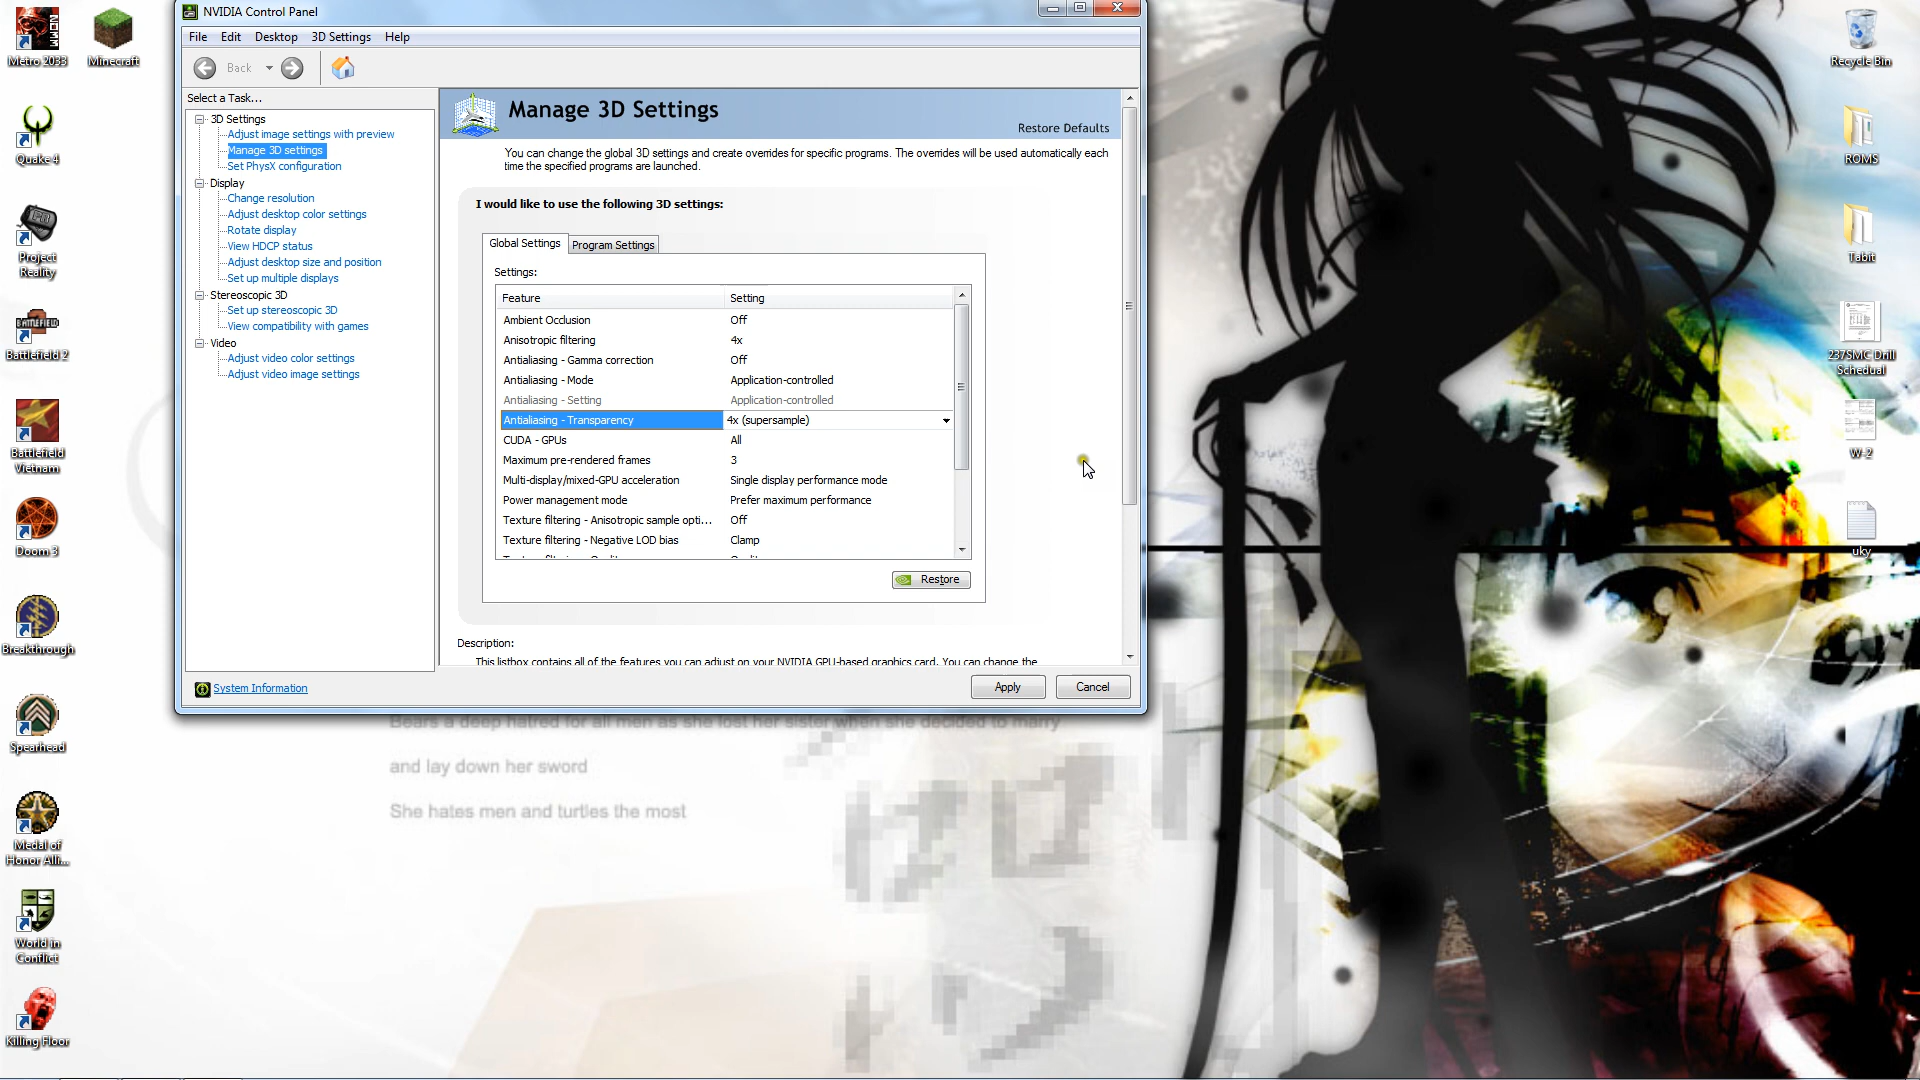 NVIDIA Control Panel
File Edit Desktop 3D Settings Help
Back
Select a Task...
3D Settings
Adjust image settings with preview
Manage 3D settings
Set PhysX configuration
Display
Change resolution
Adjust desktop color settings
Rotate display
View HDCP status
Adjust desktop size and position
Set up multiple displays
Stereoscopic 3D
Set up stereoscopic 3D
View compatibility with games
Video
Adjust video color settings
Adjust video image settings
System Information
Manage 3D Settings
Restore Defaults
You can change the global 3D settings and create overrides for specific programs. The overrides will be used automatically each
time the specified programs are launched.
I would like to use the following 3D settings:
Global Settings Program Settings
Settings:
Feature Setting
Ambient Occlusion Off
Anisotropic filtering 4x
Antialiasing - Gamma correction Off
Antialiasing - Mode Application-controlled
Antialiasing - Setting Application-controlled
Antialiasing - Transparency 4x (supersample)
CUDA - GPUs All
Maximum pre-rendered frames 3
Multi-display/mixed-GPU acceleration Single display performance mode
Power management mode Prefer maximum performance
Texture filtering - Anisotropic sample opti... Off
Texture filtering - Negative LOD bias Clamp
Restore
Description:
This listbox contains all of the features you can adjust on your NVIDIA GPU-based graphics card. You can change the
Apply Cancel
Bears a deep hatred for all men as she lost her sister when she decided to marry
and lay down her sword
She hates men and turtles the most
Metro 2033
Minecraft
Quake 4
Project
Reality
Battlefield 2
Battlefield
Vietnam
Doom 3
Breakthrough
Spearhead
Medal of
Honor Alli...
World in
Conflict
Killing Floor
Recycle Bin
ROMS
Tabit
237SMC Drill
Schedual
W-2
uky